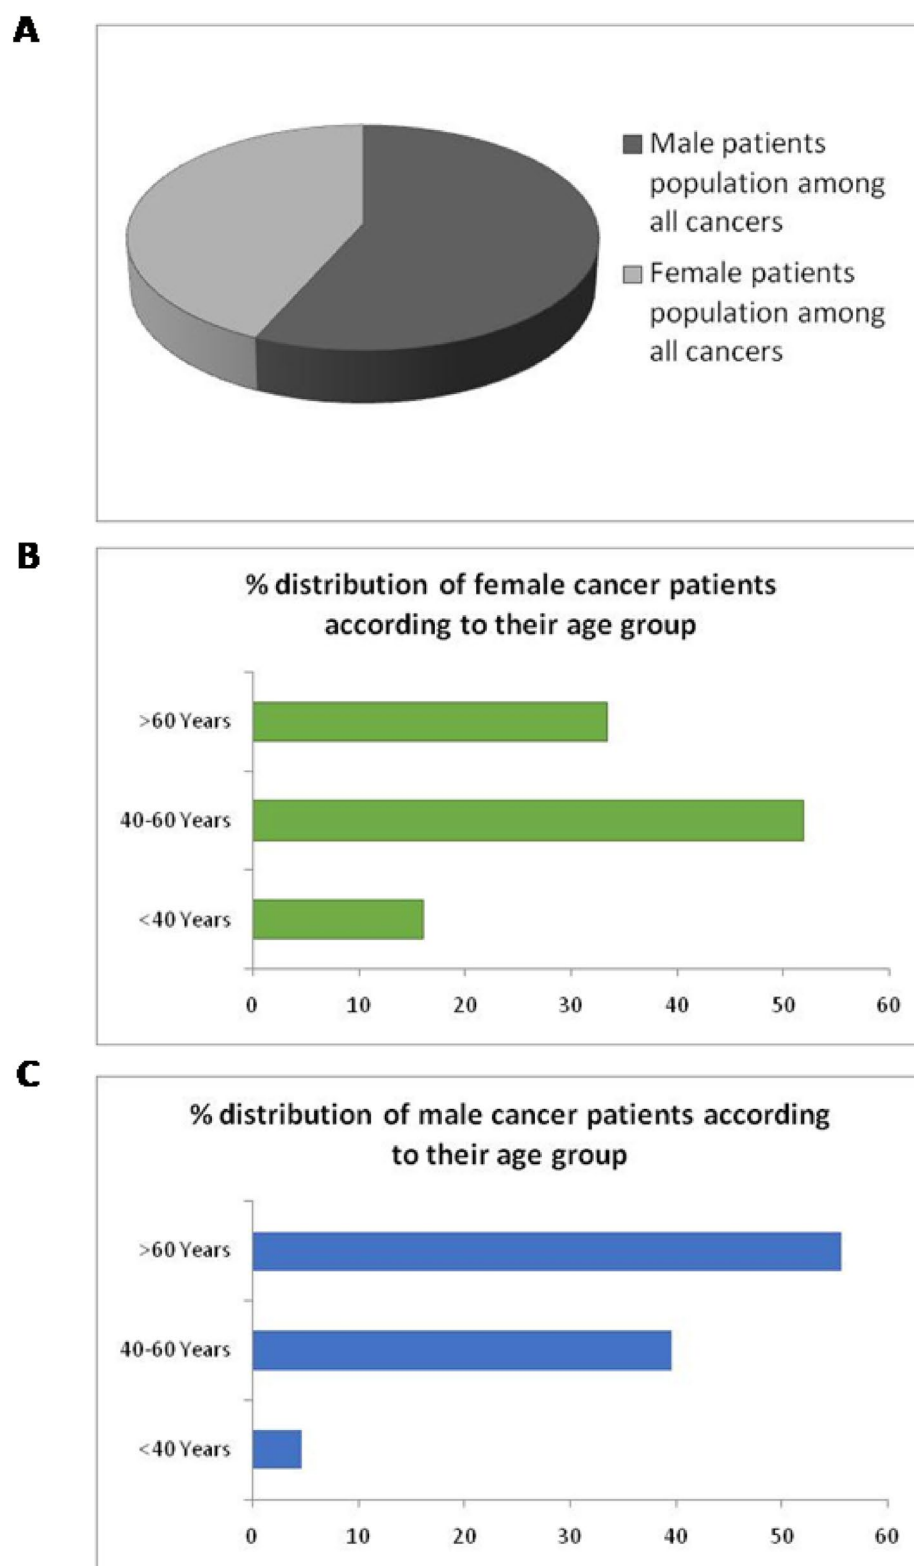 A
Male patients
population among
all cancers
Female patients
population among
all cancers
B
% distribution of female cancer patients
according to their age group
>60 Years
40-60 Years
<40 Years
0 10 20 30 40 50 60
C
% distribution of male cancer patients according
to their age group
>60 Years
40-60 Years
<40 Years
0 10 20 30 40 50 60